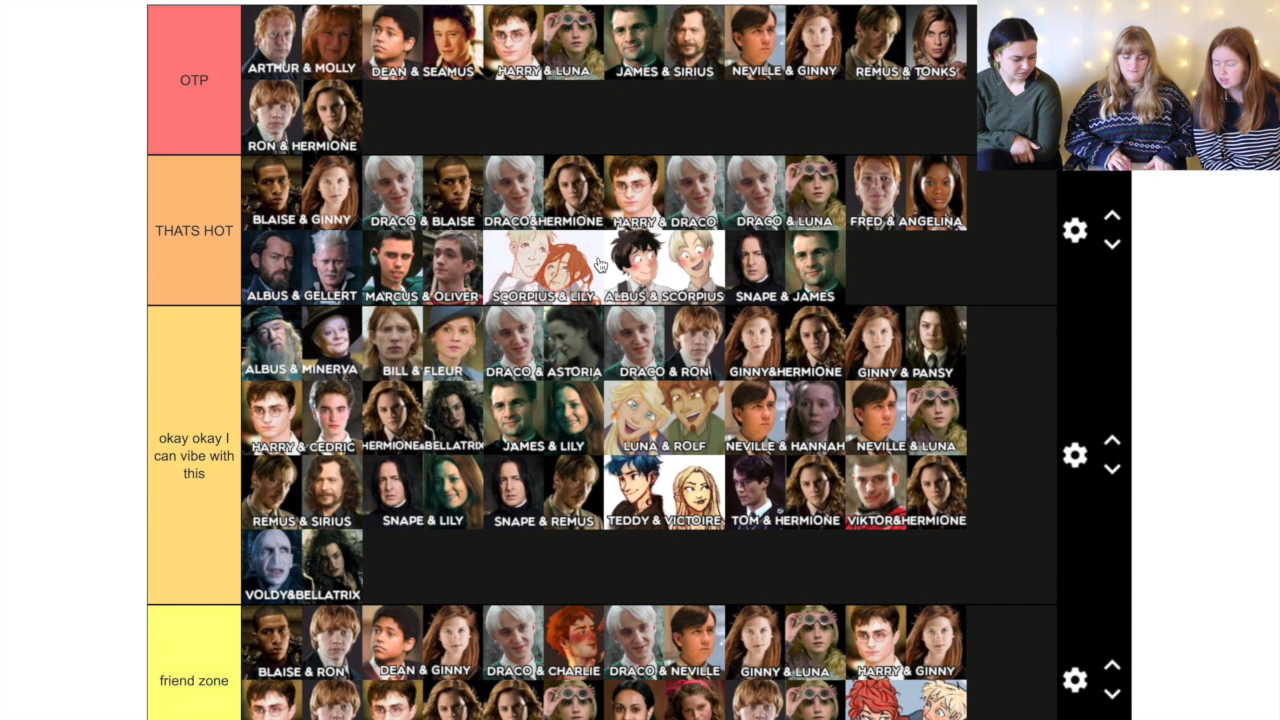 OTP
ARTHUR & MOLLY
DEAN & SEAMUS
HARRY & LUNA
JAMES & SIRIUS
NEVILLE & GINNY
REMUS & TONKS
RON & HERMIONE
THATS HOT
BLAISE & GINNY
DRACO & BLAISE
DRACO&HERMIONE
HARRY & DRACO
DRACO & LUNA
FRED & ANGELINA
ALBUS & GELLERT
MARCUS & OLIVER
SCORPIUS & LILY
ALBUS & SCORPIUS
SNAPE & JAMES
okay okay I
can vibe with
this
ALBUS & MINERVA
BILL & FLEUR
DRACO & ASTORIA
DRACO & RON
GINNY&HERMIONE
GINNY & PANSY
HARRY & CEDRIC
HERMIONE&BELLATRIX
JAMES & LILY
LUNA & ROLF
NEVILLE & HANNAH
NEVILLE & LUNA
REMUS & SIRIUS
SNAPE & LILY
SNAPE & REMUS
TEDDY & VICTOIRE
TOM & HERMIONE
VIKTOR&HERMIONE
VOLDY&BELLATRIX
friend zone
BLAISE & RON
DEAN & GINNY
DRACO & CHARLIE
DRACO & NEVILLE
GINNY & LUNA
HARRY & GINNY